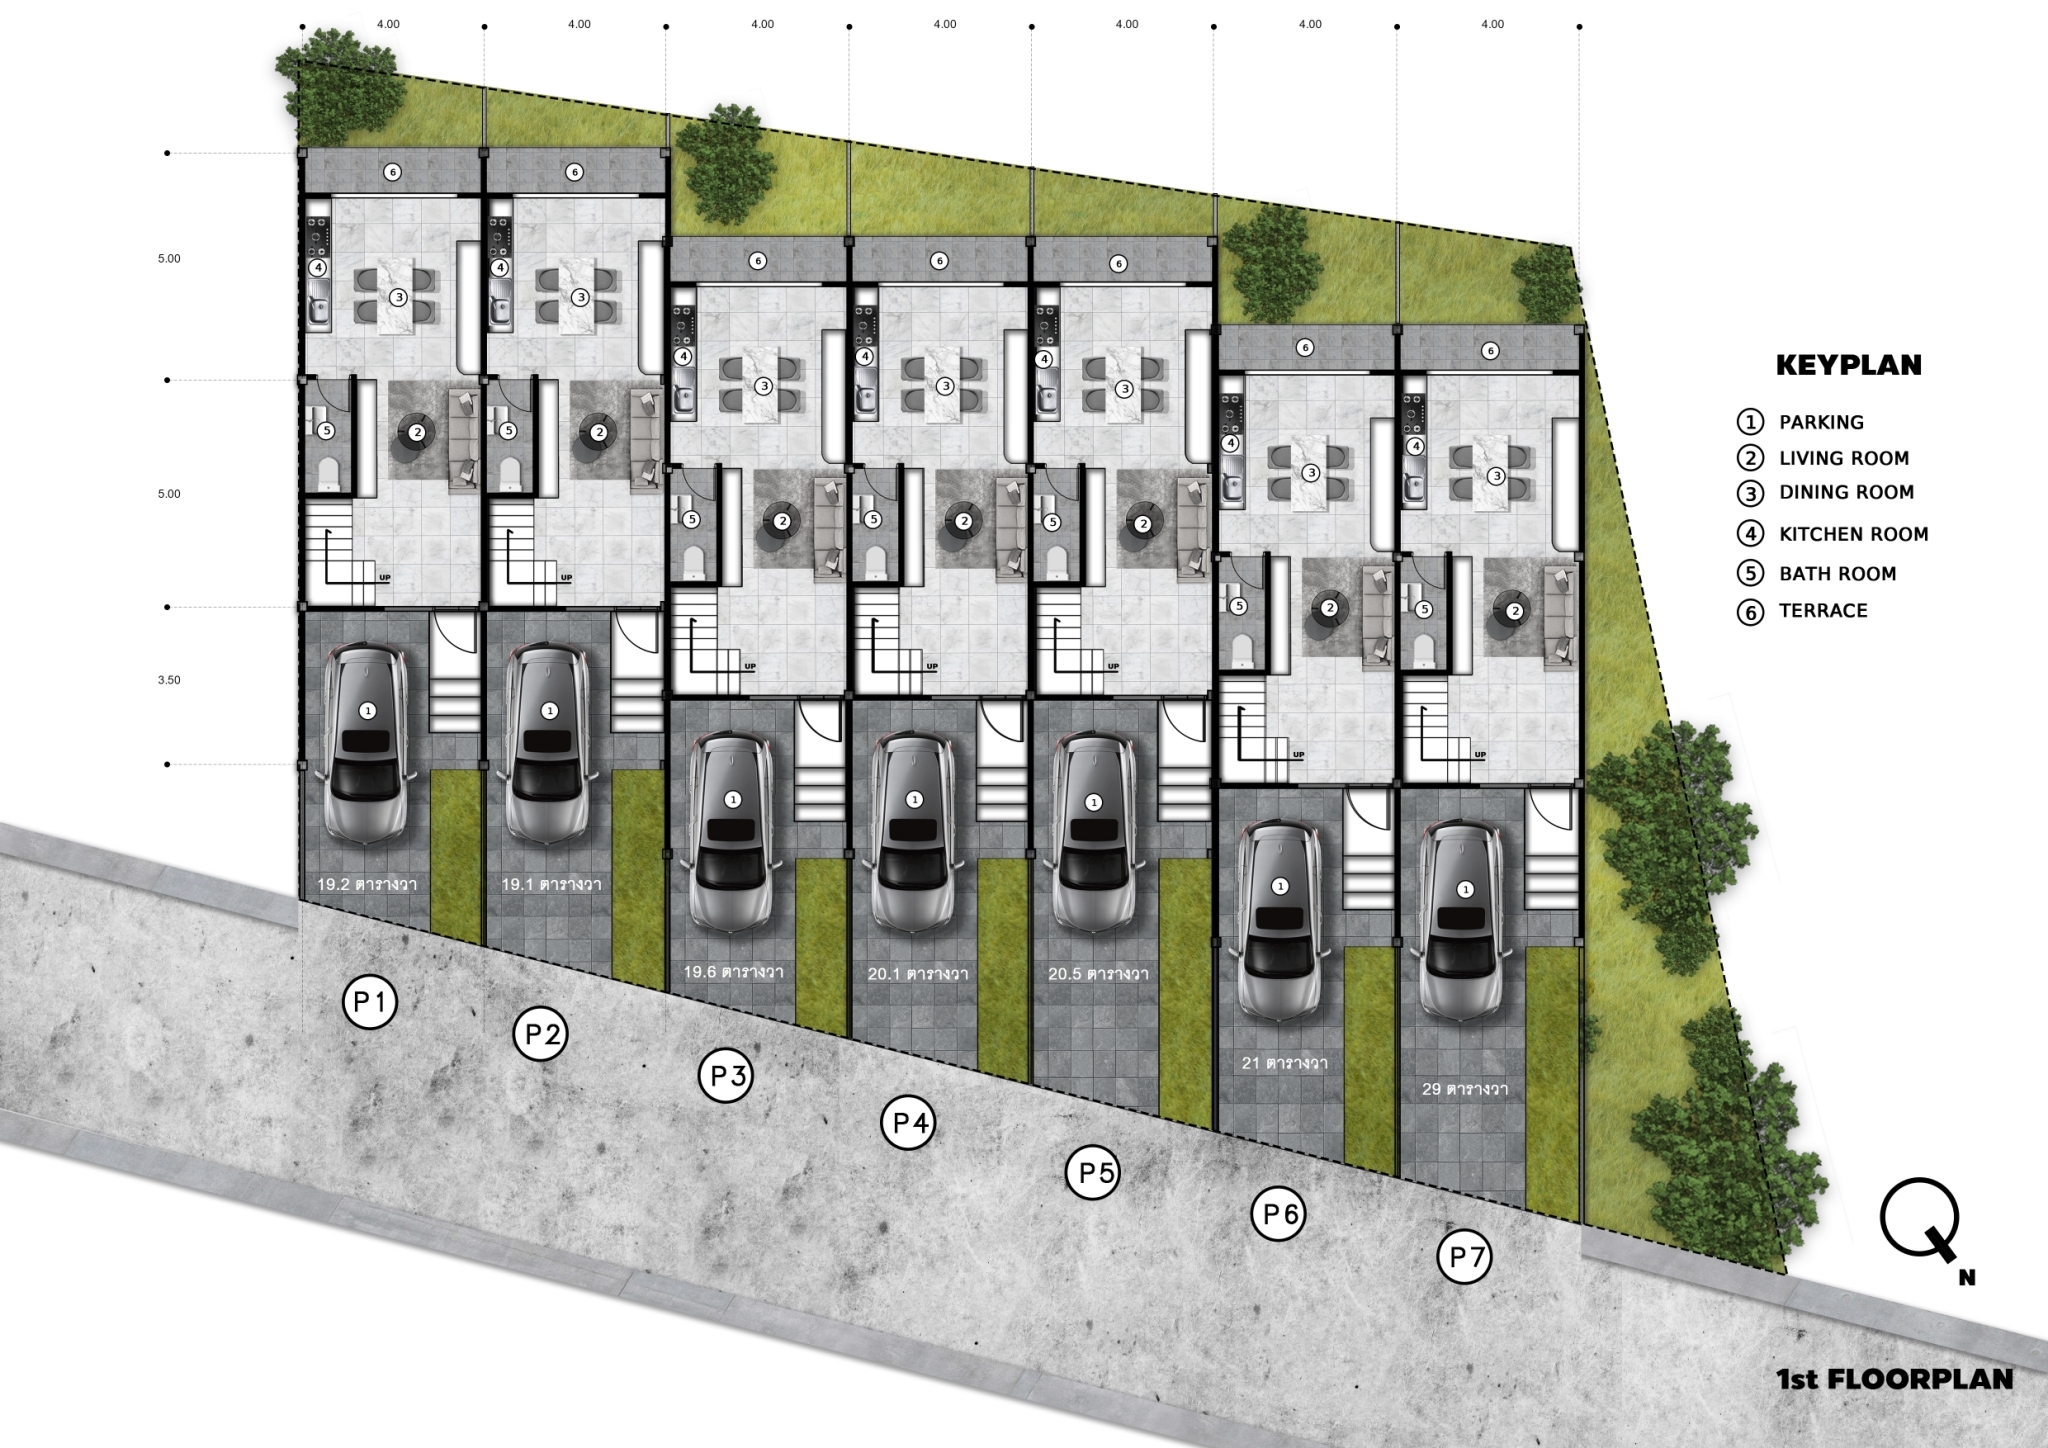 4.00 4.00 4.00 4.00 4.00 4.00 4.00
6 6
6 6 6
6 6
5.00
4 4
3 3
4 4 4
3 3 3
4 4
3 3
5 5
2 2
5.00
5 5 5
2 2 2
5 5
2 2
UP UP
UP UP UP
UP UP
3.50
1 1
1 1 1
1 1
19.2 ตารางวา 19.1 ตารางวา
19.6 ตารางวา 20.1 ตารางวา 20.5 ตารางวา
21 ตารางวา
29 ตารางวา
P1
P2
P3
P4
P5
P6
P7
KEYPLAN
1 PARKING
2 LIVING ROOM
3 DINING ROOM
4 KITCHEN ROOM
5 BATH ROOM
6 TERRACE
N
1st FLOORPLAN